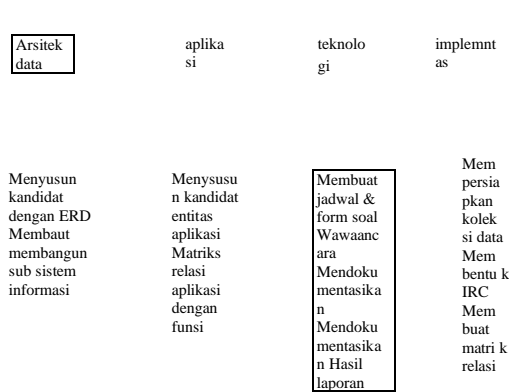 Arsitek
data
aplika
si
teknolo
gi
implemnt
as
Menyusun
kandidat
dengan ERD
Membaut
membangun
sub sistem
informasi
Menysusu
n kandidat
entitas
aplikasi
Matriks
relasi
aplikasi
dengan
funsi
Membuat
jadwal &
form soal
Wawaanc
ara
Mendoku
mentasika
n
Mendoku
mentasika
n Hasil
laporan
Mem
persia
pkan
kolek
si data
Mem
bentu k
IRC
Mem
buat
matri k
relasi